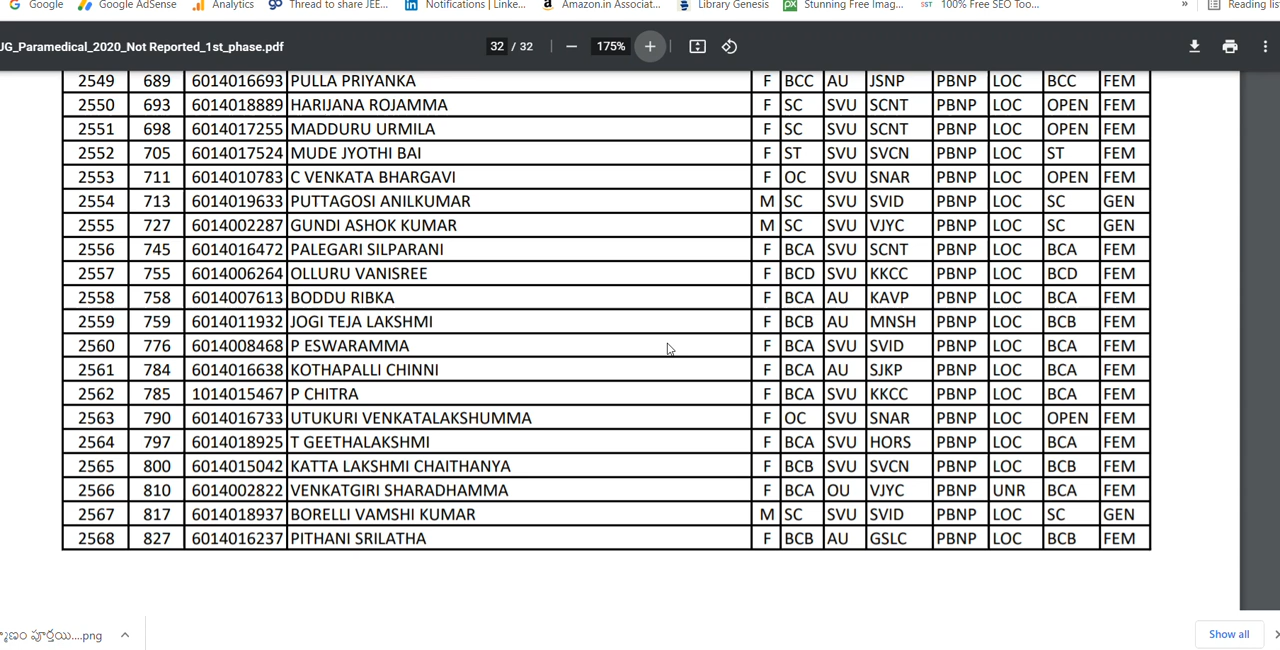 Google Google AdSense Analytics Thread to share JEE... Notifications | Linke... Amazon.in Associat... Library Genesis Stunning Free Imag... SST 100% Free SEO Too... » Reading list
UG_Paramedical_2020_Not Reported_1st_phase.pdf 32 / 32 175%
2549 689 6014016693 PULLA PRIYANKA F BCC AU JSNP PBNP LOC BCC FEM
2550 693 6014018889 HARIJANA ROJAMMA F SC SVU SCNT PBNP LOC OPEN FEM
2551 698 6014017255 MADDURU URMILA F SC SVU SCNT PBNP LOC OPEN FEM
2552 705 6014017524 MUDE JYOTHI BAI F ST SVU SVCN PBNP LOC ST FEM
2553 711 6014010783 C VENKATA BHARGAVI F OC SVU SNAR PBNP LOC OPEN FEM
2554 713 6014019633 PUTTAGOSI ANILKUMAR M SC SVU SVID PBNP LOC SC GEN
2555 727 6014002287 GUNDI ASHOK KUMAR M SC SVU VJYC PBNP LOC SC GEN
2556 745 6014016472 PALEGARI SILPARANI F BCA SVU SCNT PBNP LOC BCA FEM
2557 755 6014006264 OLLURU VANISREE F BCD SVU KKCC PBNP LOC BCD FEM
2558 758 6014007613 BODDU RIBKA F BCA AU KAVP PBNP LOC BCA FEM
2559 759 6014011932 JOGI TEJA LAKSHMI F BCB AU MNSH PBNP LOC BCB FEM
2560 776 6014008468 P ESWARAMMA F BCA SVU SVID PBNP LOC BCA FEM
2561 784 6014016638 KOTHAPALLI CHINNI F BCA AU SJKP PBNP LOC BCA FEM
2562 785 1014015467 P CHITRA F BCA SVU KKCC PBNP LOC BCA FEM
2563 790 6014016733 UTUKURI VENKATALAKSHUMMA F OC SVU SNAR PBNP LOC OPEN FEM
2564 797 6014018925 T GEETHALAKSHMI F BCA SVU HORS PBNP LOC BCA FEM
2565 800 6014015042 KATTA LAKSHMI CHAITHANYA F BCB SVU SVCN PBNP LOC BCB FEM
2566 810 6014002822 VENKATGIRI SHARADHAMMA F BCA OU VJYC PBNP UNR BCA FEM
2567 817 6014018937 BORELLI VAMSHI KUMAR M SC SVU SVID PBNP LOC SC GEN
2568 827 6014016237 PITHANI SRILATHA F BCB AU GSLC PBNP LOC BCB FEM
పూర్తయి....png Show all